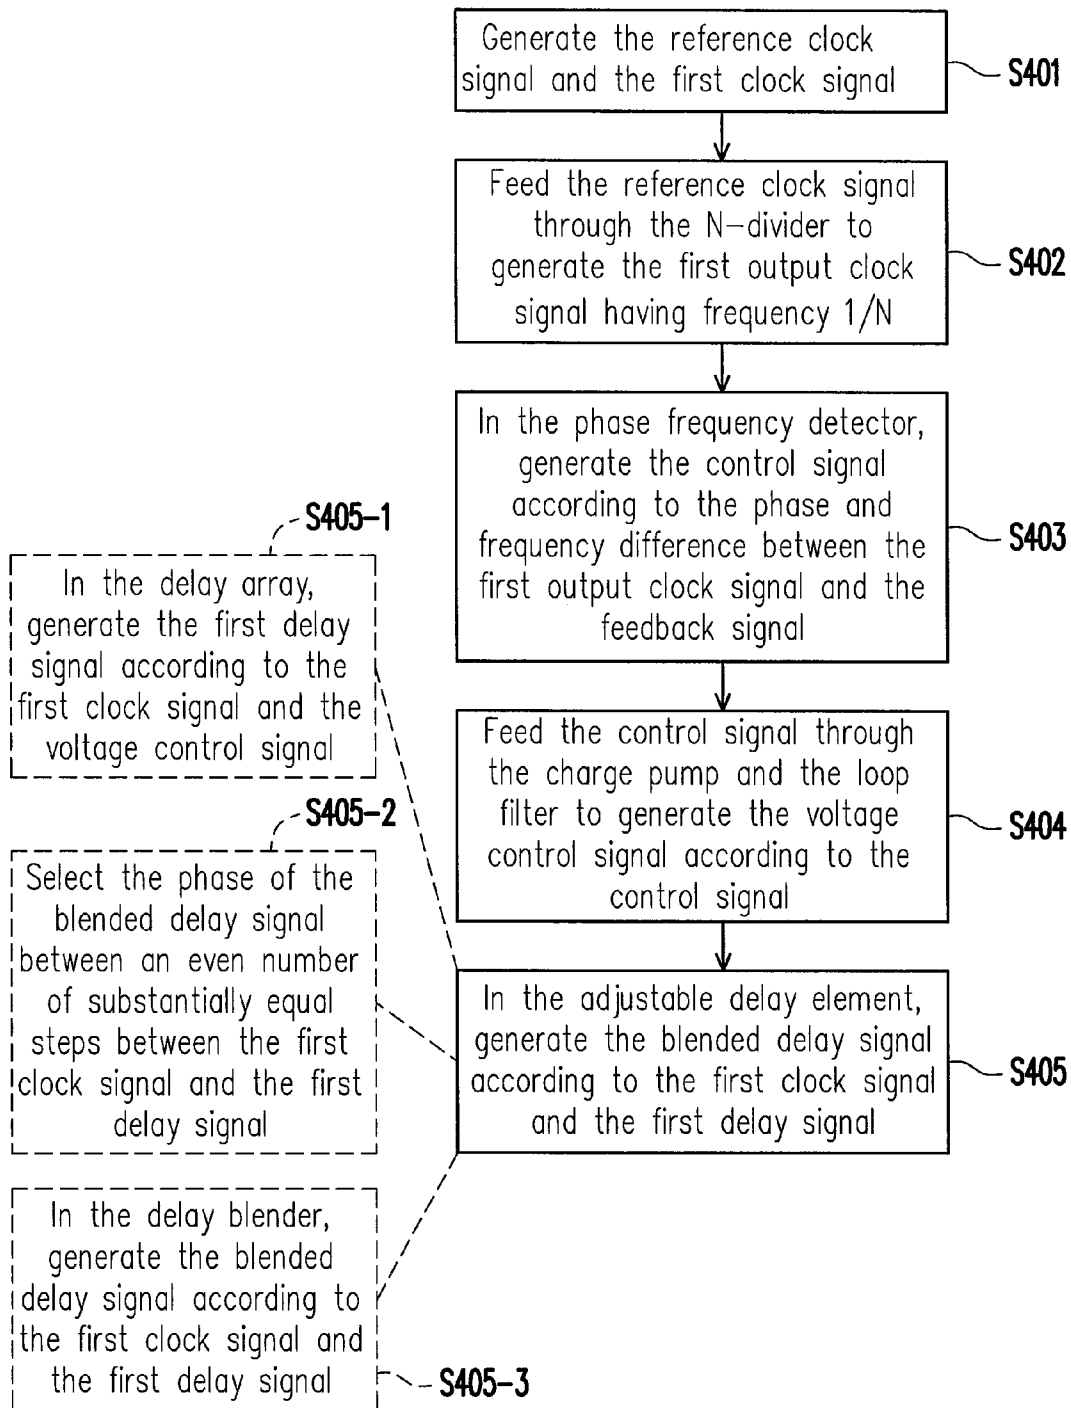 Generate the reference clock
signal and the first clock signal
S401
Feed the reference clock signal
through the N-divider to
generate the first output clock
signal having frequency 1/N
S402
In the phase frequency detector,
generate the control signal
according to the phase and
frequency difference between the
first output clock signal and the
feedback signal
S403
S405-1
In the delay array,
generate the first delay
signal according to the
first clock signal and the
voltage control signal
Feed the control signal through
the charge pump and the loop
filter to generate the voltage
control signal according to the
control signal
S404
S405-2
Select the phase of the
blended delay signal
between an even number
of substantially equal
steps between the first
clock signal and the first
delay signal
In the adjustable delay element,
generate the blended delay signal
according to the first clock signal
and the first delay signal
S405
In the delay blender,
generate the blended
delay signal according to
the first clock signal and
the first delay signal
S405-3